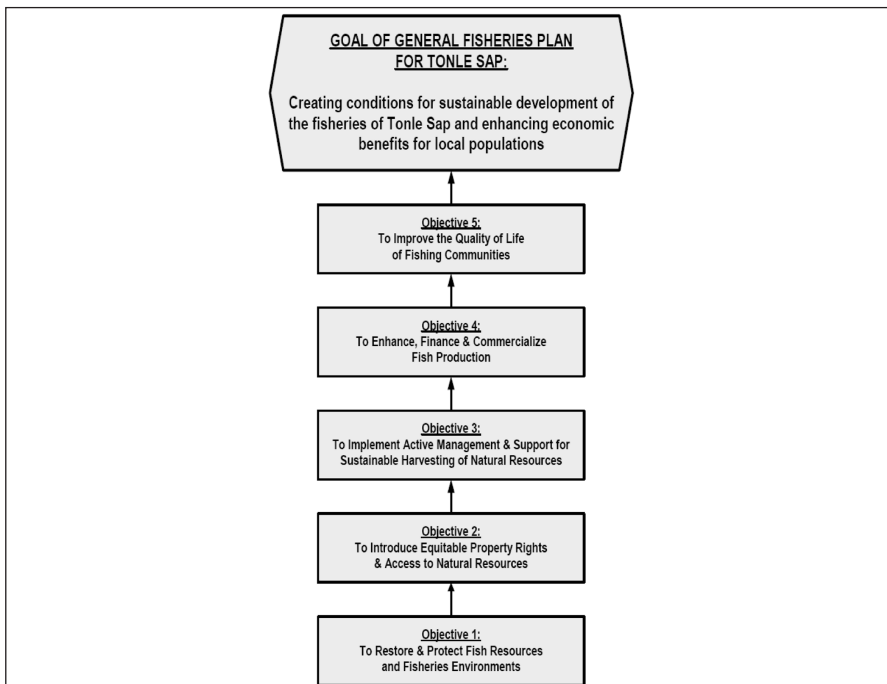 GOAL OF GENERAL FISHERIES PLAN
FOR TONLE SAP:
Creating conditions for sustainable development of
the fisheries of Tonle Sap and enhancing economic
benefits for local populations
Objective 5:
To Improve the Quality of Life
of Fishing Communities
Objective 4:
To Enhance, Finance & Commercialize
Fish Production
Objective 3:
To Implement Active Management & Support for
Sustainable Harvesting of Natural Resources
Objective 2:
To Introduce Equitable Property Rights
& Access to Natural Resources
Objective 1:
To Restore & Protect Fish Resources
and Fisheries Environments